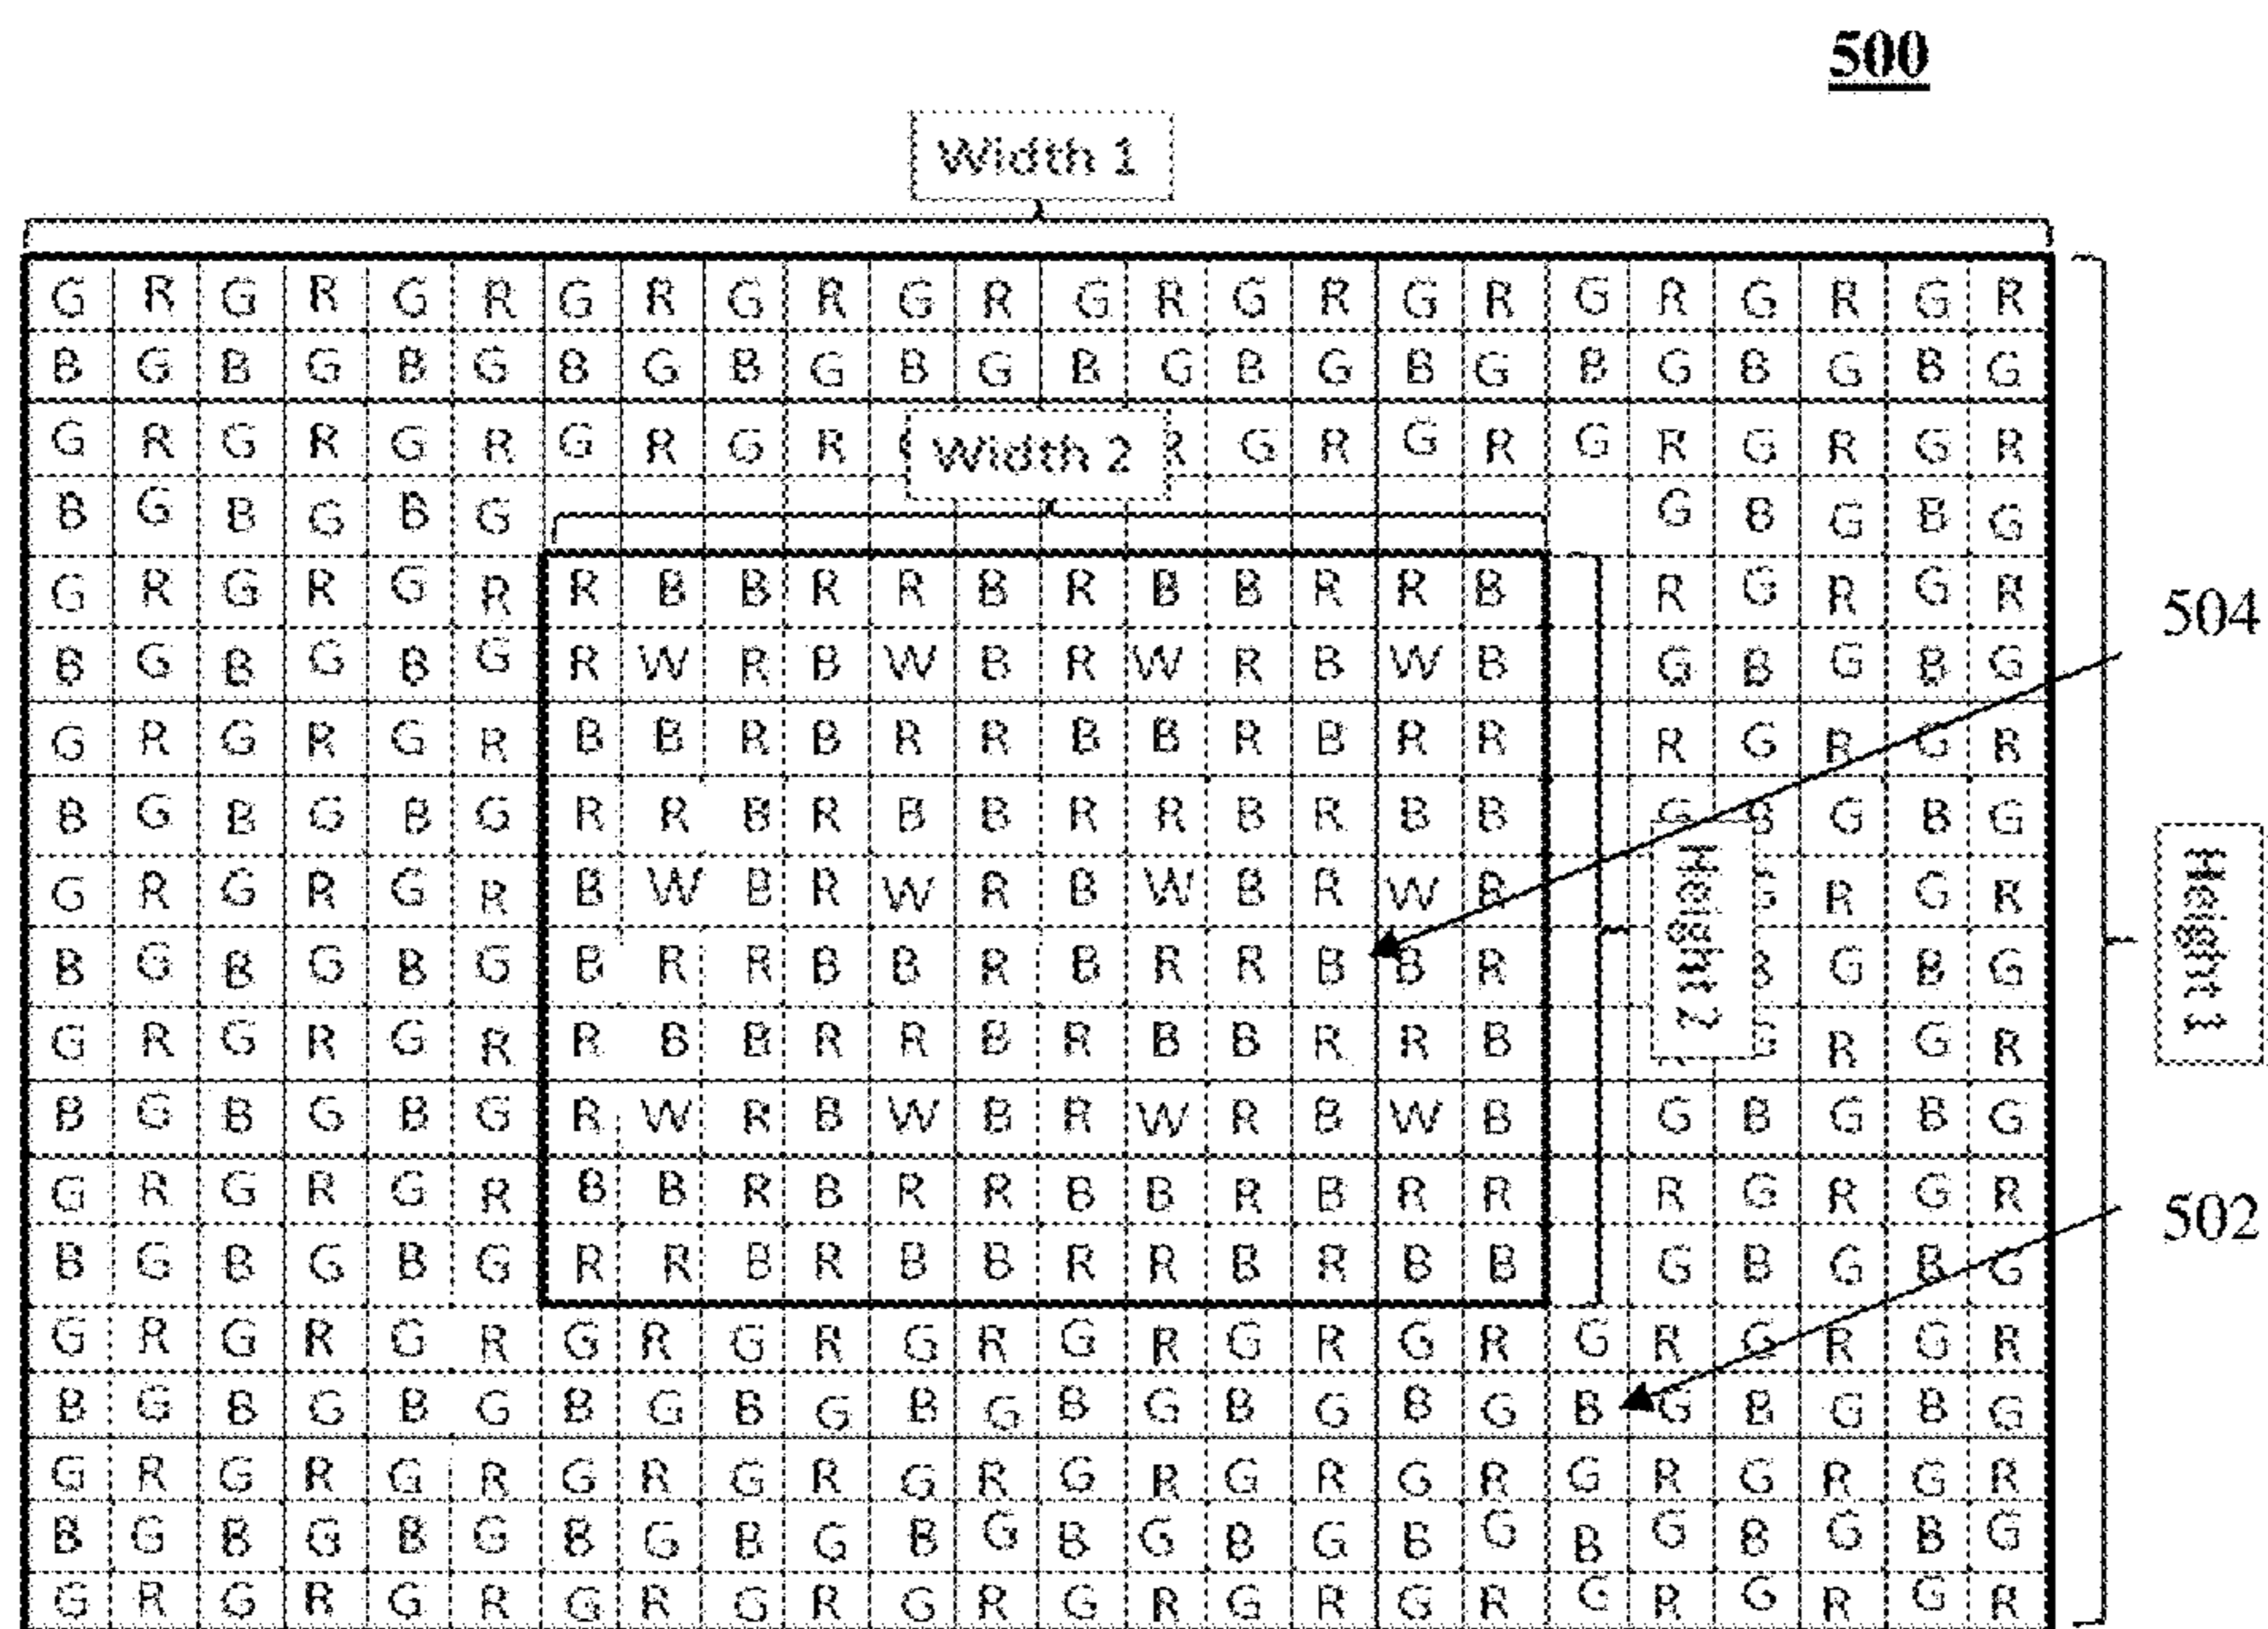 500
Width 1
G R G R G R G R G R G R G R G R G R G R G R G R
B G B G B G B G B G B G B G B G B G B G B G B G
G R G R G R G R G R R G R G R G R G R G R
Width 2
B G B G B G G B G B G
G R G R G R R B B R R B R B B R R B R G R G R
504
B G B G B G R W R B W B R W R B W B G B G B G
G R G R G R B B R B R R B B R B R R R G R G R
B G B G B G R R B R B B R R B R B B G B G B G
G R G R G R B W B R W R B W B R W R R G R
Height 2
Height 1
B G B G B G B R R B B R B R R B B R G B G
G R G R G R R B B R R B R B B R R B G R G R
B G B G B G R W R B W B R W R B W B G B G B G
G R G R G R B B R B R R B B R B R R R G R G R
502
B G B G B G R R B R B B R R B R B B G B G B G
G R G R G R G R G R G R G R G R G R G R G R G R
B G B G B G B G B G B G B G B G B G B G B G B G
G R G R G R G R G R G R G R G R G R G R G R G R
B G B G B G B G B G B G B G B G B G B G B G B G
G R G R G R G R G R G R G R G R G R G R G R G R